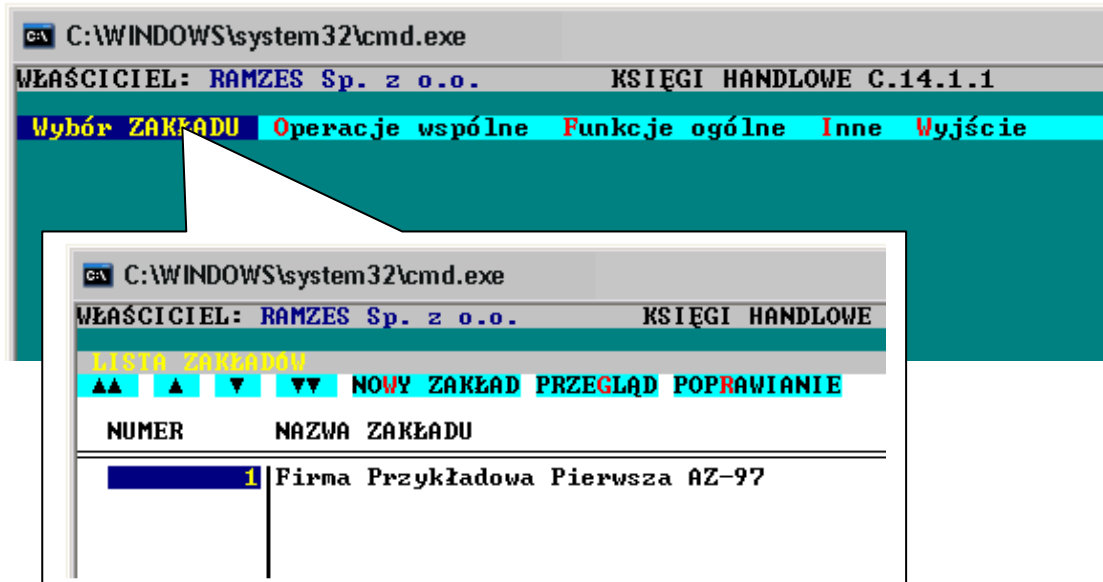 C:\WINDOWS\system32\cmd.exe
WŁAŚCICIEL: RAMZES Sp. z o.o. KSIĘGI HANDLOWE C.14.1.1
Wybór ZAKŁADU Operacje wspólne Funkcje ogólne Inne Wyjście
C:\WINDOWS\system32\cmd.exe
WŁAŚCICIEL: RAMZES Sp. z o.o. KSIĘGI HANDLOWE
LISTA ZAKŁADÓW
▲▲ ▲ ▼ ▼▼ NOWY ZAKŁAD PRZEGLĄD POPRAWIANIE
NUMER NAZWA ZAKŁADU
1 Firma Przykładowa Pierwsza AZ-97